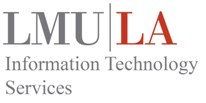 LMU|LA
Information Technology
Services